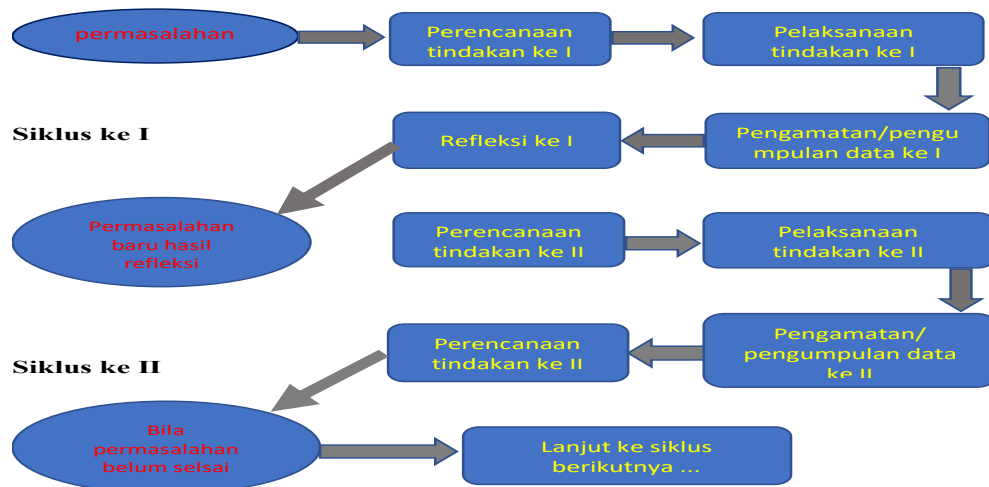 permasalahan
Perencanaan
tindakan ke I
Pelaksanaan
tindakan ke I
Siklus ke I
Refleksi ke I
Pengamatan/pengu
mpulan data ke I
Permasalahan
baru hasil
refleksi
Perencanaan
tindakan ke II
Pelaksanaan
tindakan ke II
Siklus ke II
Perencanaan
tindakan ke II
Pengamatan/
pengumpulan data
ke II
Bila
permasalahan
belum selsai
Lanjut ke siklus
berikutnya ...